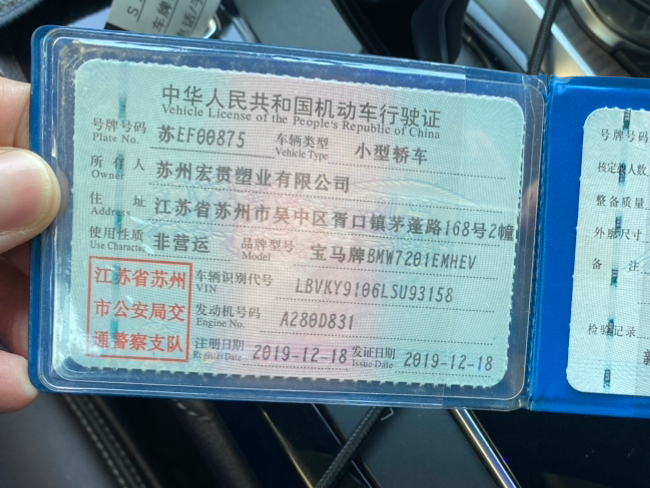 车牌
中华人民共和国机动车行驶证
Vehicle License of the People's Republic of China
号牌号码
Plate No.
苏EF00875
车辆类型
Vehicle Type
小型轿车
所有人
Owner
苏州宏贯塑业有限公司
住址
Address
江苏省苏州市吴中区胥口镇茅蓬路168号2幢
使用性质
Use Character
非营运
品牌型号
Model
宝马牌BMW7201EMHEV
江苏省苏州
市公安局交
通警察支队
车辆识别代号
VIN
LBVKY9106LSU93158
发动机号码
Engine No.
A280D831
注册日期
Register Date
2019-12-18
发证日期
Issue Date
2019-12-18
号牌号码
核定载人数
整备质量
外廓尺寸
备注
检验记录